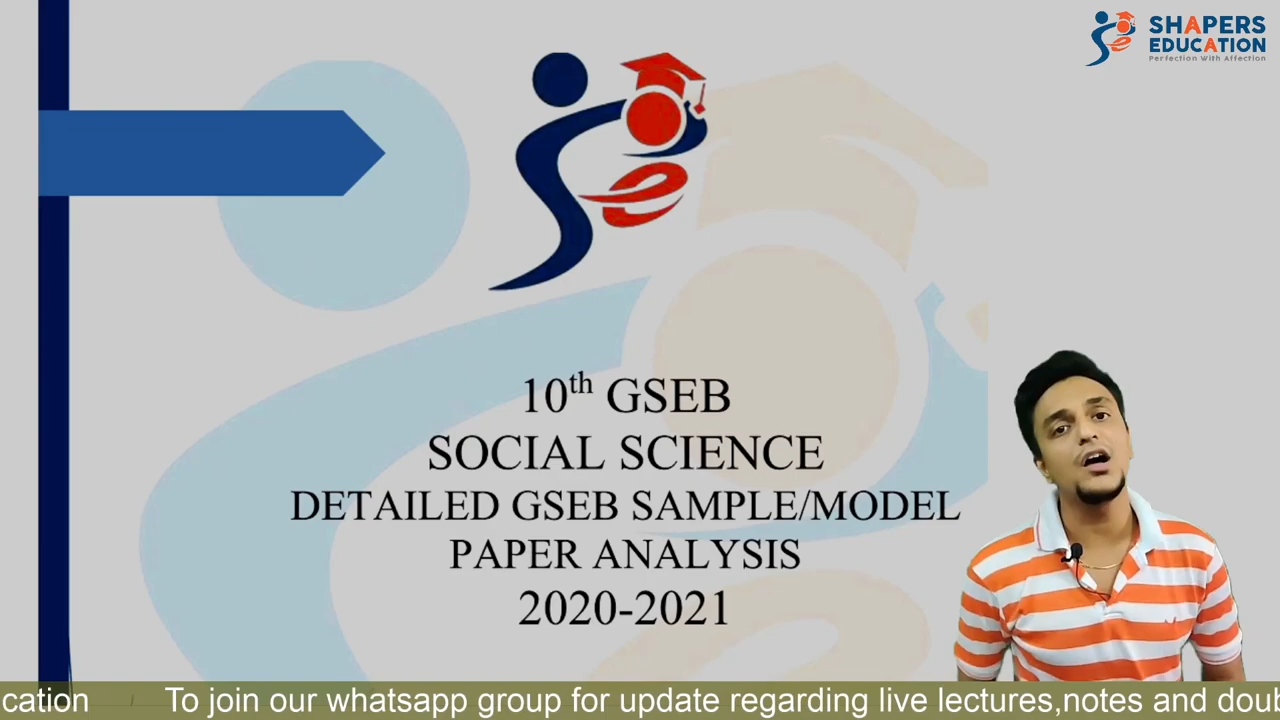 SHAPERS
EDUCATION
Perfection With Affection
10th GSEB
SOCIAL SCIENCE
DETAILED GSEB SAMPLE/MODEL
PAPER ANALYSIS
2020-2021
cation / To join our whatsapp group for update regarding live lectures,notes and doub